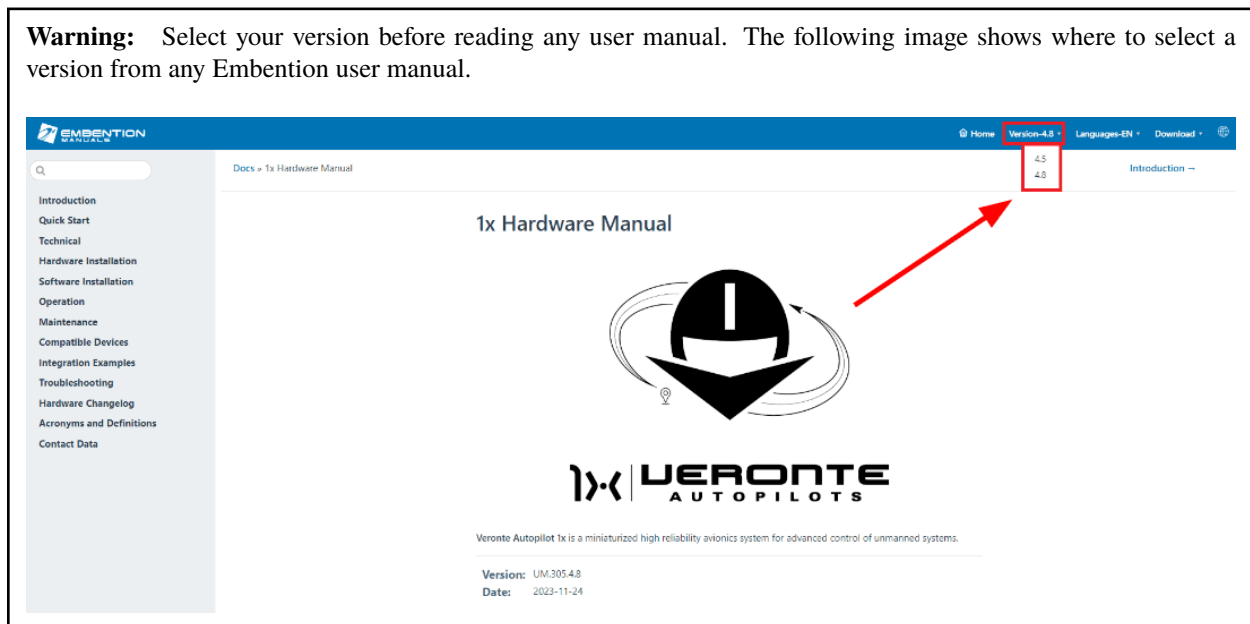 Warning: Select your version before reading any user manual. The following image shows where to select a
version from any Embention user manual.
EMBENTION
MANUALS
Home Version-4.8 Languages-EN Download
4.5
4.8
Docs » 1x Hardware Manual
Introduction →
Introduction
Quick Start
Technical
Hardware Installation
Software Installation
Operation
Maintenance
Compatible Devices
Integration Examples
Troubleshooting
Hardware Changelog
Acronyms and Definitions
Contact Data
1x Hardware Manual
1x VERONTE
AUTOPILOTS
Veronte Autopilot 1x is a miniaturized high reliability avionics system for advanced control of unmanned systems.
Version: UM.305.4.8
Date: 2023-11-24